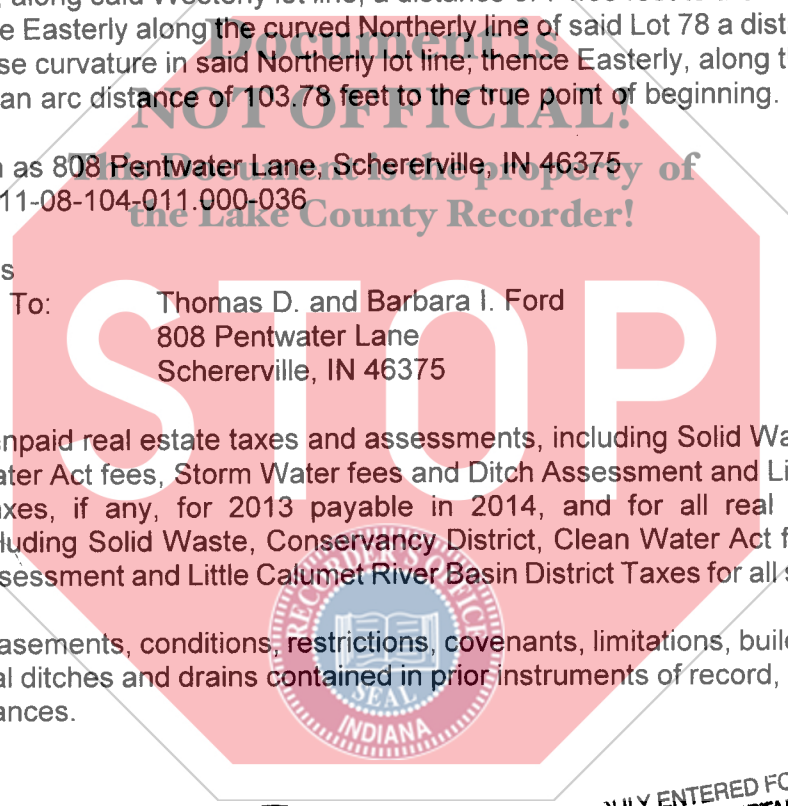 along said Westerly lot line, a distance of
e Easterly along the curved Northerly line of said Lot 78 a dist
Document is
se curvature in said Northerly lot line; thence Easterly, along t
an arc distance of 103.78 feet to the true point of beginning.
NOT OFFICIAL!
as 808 Pentwater Lane, Schererville, IN 46375
This Document is the property of
11-08-104-011.000-036
the Lake County Recorder!
s
To: Thomas D. and Barbara I. Ford
808 Pentwater Lane
Schererville, IN 46375
STOP
npaid real estate taxes and assessments, including Solid Wa
ater Act fees, Storm Water fees and Ditch Assessment and Li
xes, if any, for 2013 payable in 2014, and for all real
luding Solid Waste, Conservancy District, Clean Water Act f
sessment and Little Calumet River Basin District Taxes for all s
RECORDER'S OFFICE
asements, conditions, restrictions, covenants, limitations, buil
al ditches and drains contained in prior instruments of record,
SEAL
ances.
INDIANA
ENTERED FO